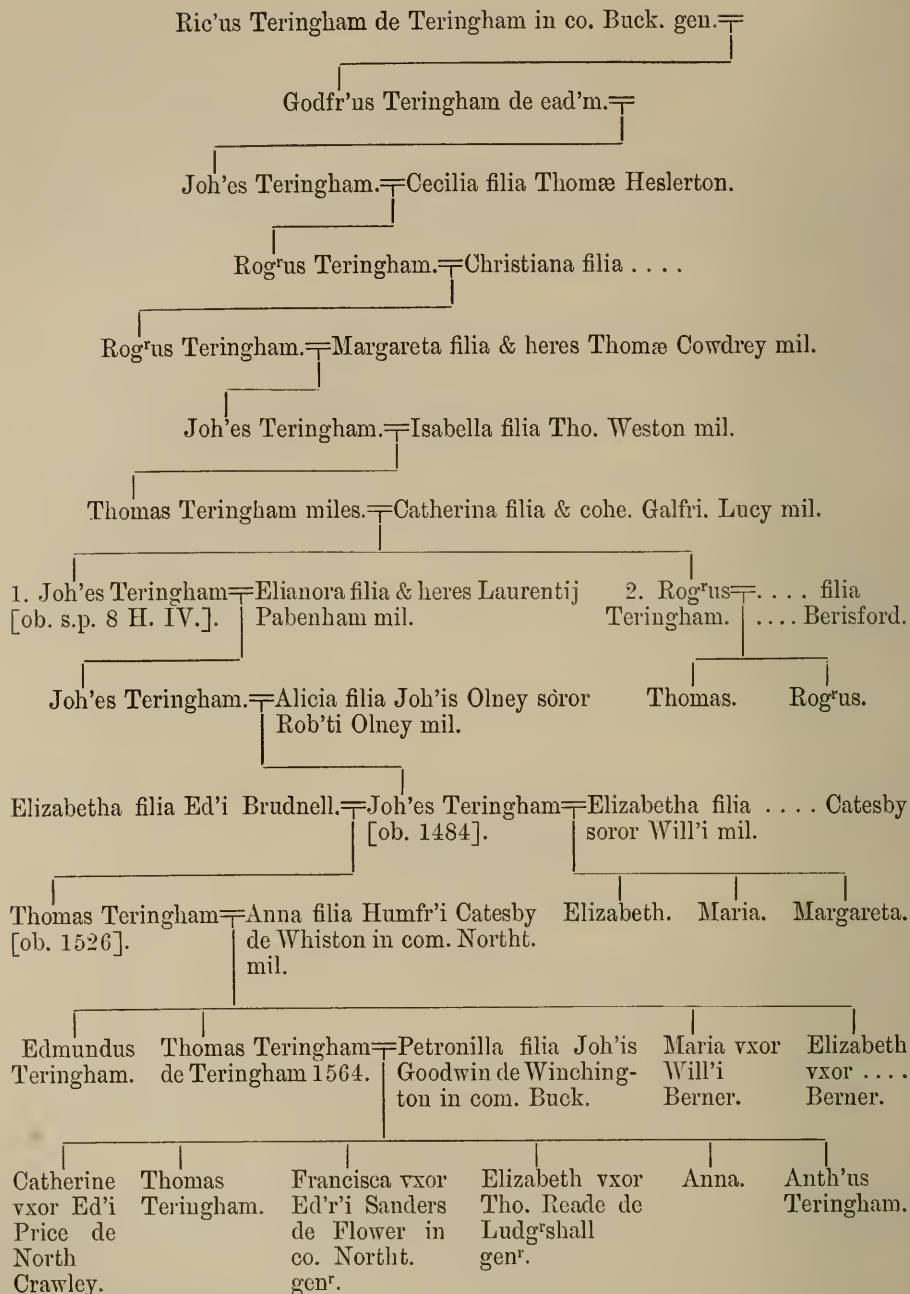 Ric'us Teringham de Teringham in co. Buck. gen.
Godfr'us Teringham de ead'm.
Joh'es Teringham. Cecilia filia Thomæ Heslerton.
Rogʳus Teringham. Christiana filia . . . .
Rogʳus Teringham. Margareta filia & heres Thomæ Cowdrey mil.
Joh'es Teringham. Isabella filia Tho. Weston mil.
Thomas Teringham miles. Catherina filia & cohe. Galfri. Lucy mil.
1. Joh'es Teringham
[ob. s.p. 8 H. IV.].
Elianora filia & heres Laurentij
Pabenham mil.
2. Rogʳus
Teringham.
. . . . filia
. . . . Berisford.
Joh'es Teringham.
Alicia filia Joh'is Olney sòror
Rob'ti Olney mil.
Thomas.
Rogʳus.
Elizabetha filia Ed'i Brudnell.
Joh'es Teringham
[ob. 1484].
Elizabetha filia . . . . Catesby
soror Will'i mil.
Thomas Teringham
[ob. 1526].
Anna filia Humfr'i Catesby
de Whiston in com. Northt.
mil.
Elizabeth.
Maria.
Margareta.
Edmundus
Teringham.
Thomas Teringham
de Teringham 1564.
Petronilla filia Joh'is
Goodwin de Winching-
ton in com. Buck.
Maria vxor
Will'i
Berner.
Elizabeth
vxor . . . .
Berner.
Catherine
vxor Ed'i
Price de
North
Crawley.
Thomas
Teringham.
Francisca vxor
Ed'r'i Sanders
de Flower in
co. Northt.
genʳ.
Elizabeth vxor
Tho. Reade de
Ludgʳshall
genʳ.
Anna.
Anth'us
Teringham.